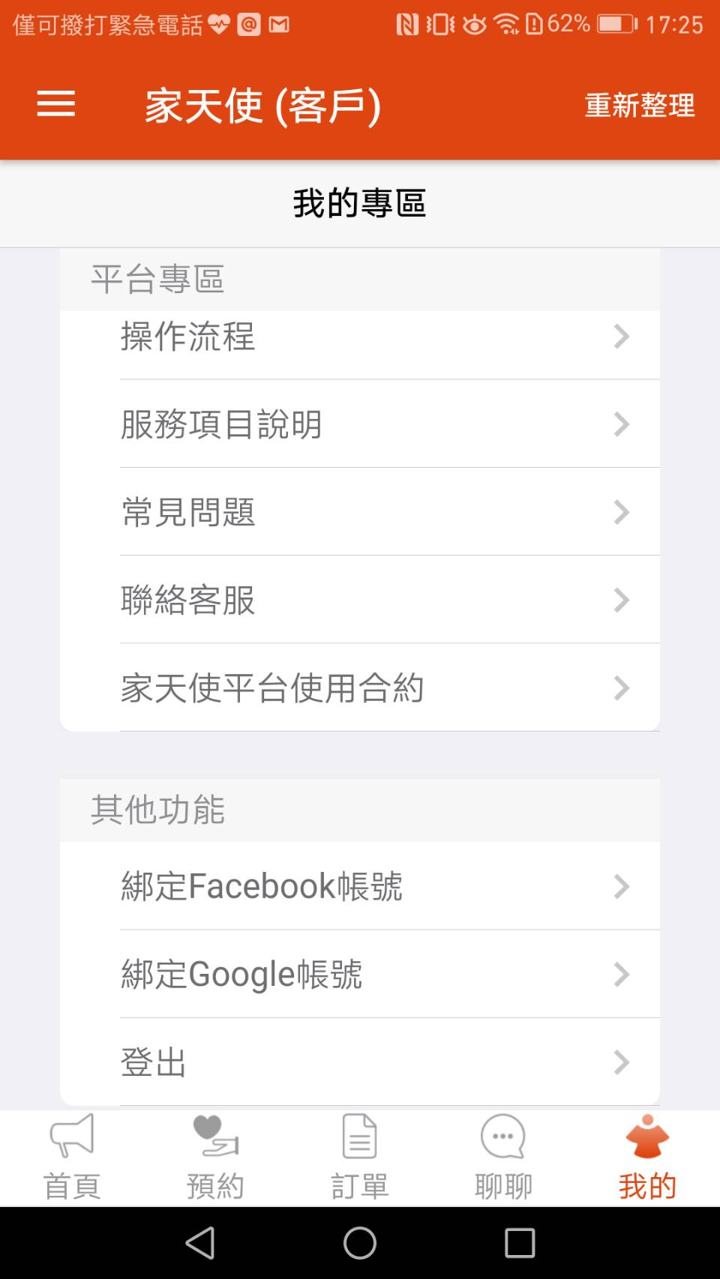 僅可撥打緊急電話 62% 17:25
家天使 (客戶) 重新整理
我的專區
平台專區
操作流程
服務項目說明
常見問題
聯絡客服
家天使平台使用合約
其他功能
綁定Facebook帳號
綁定Google帳號
登出
首頁 預約 訂單 聊聊 我的